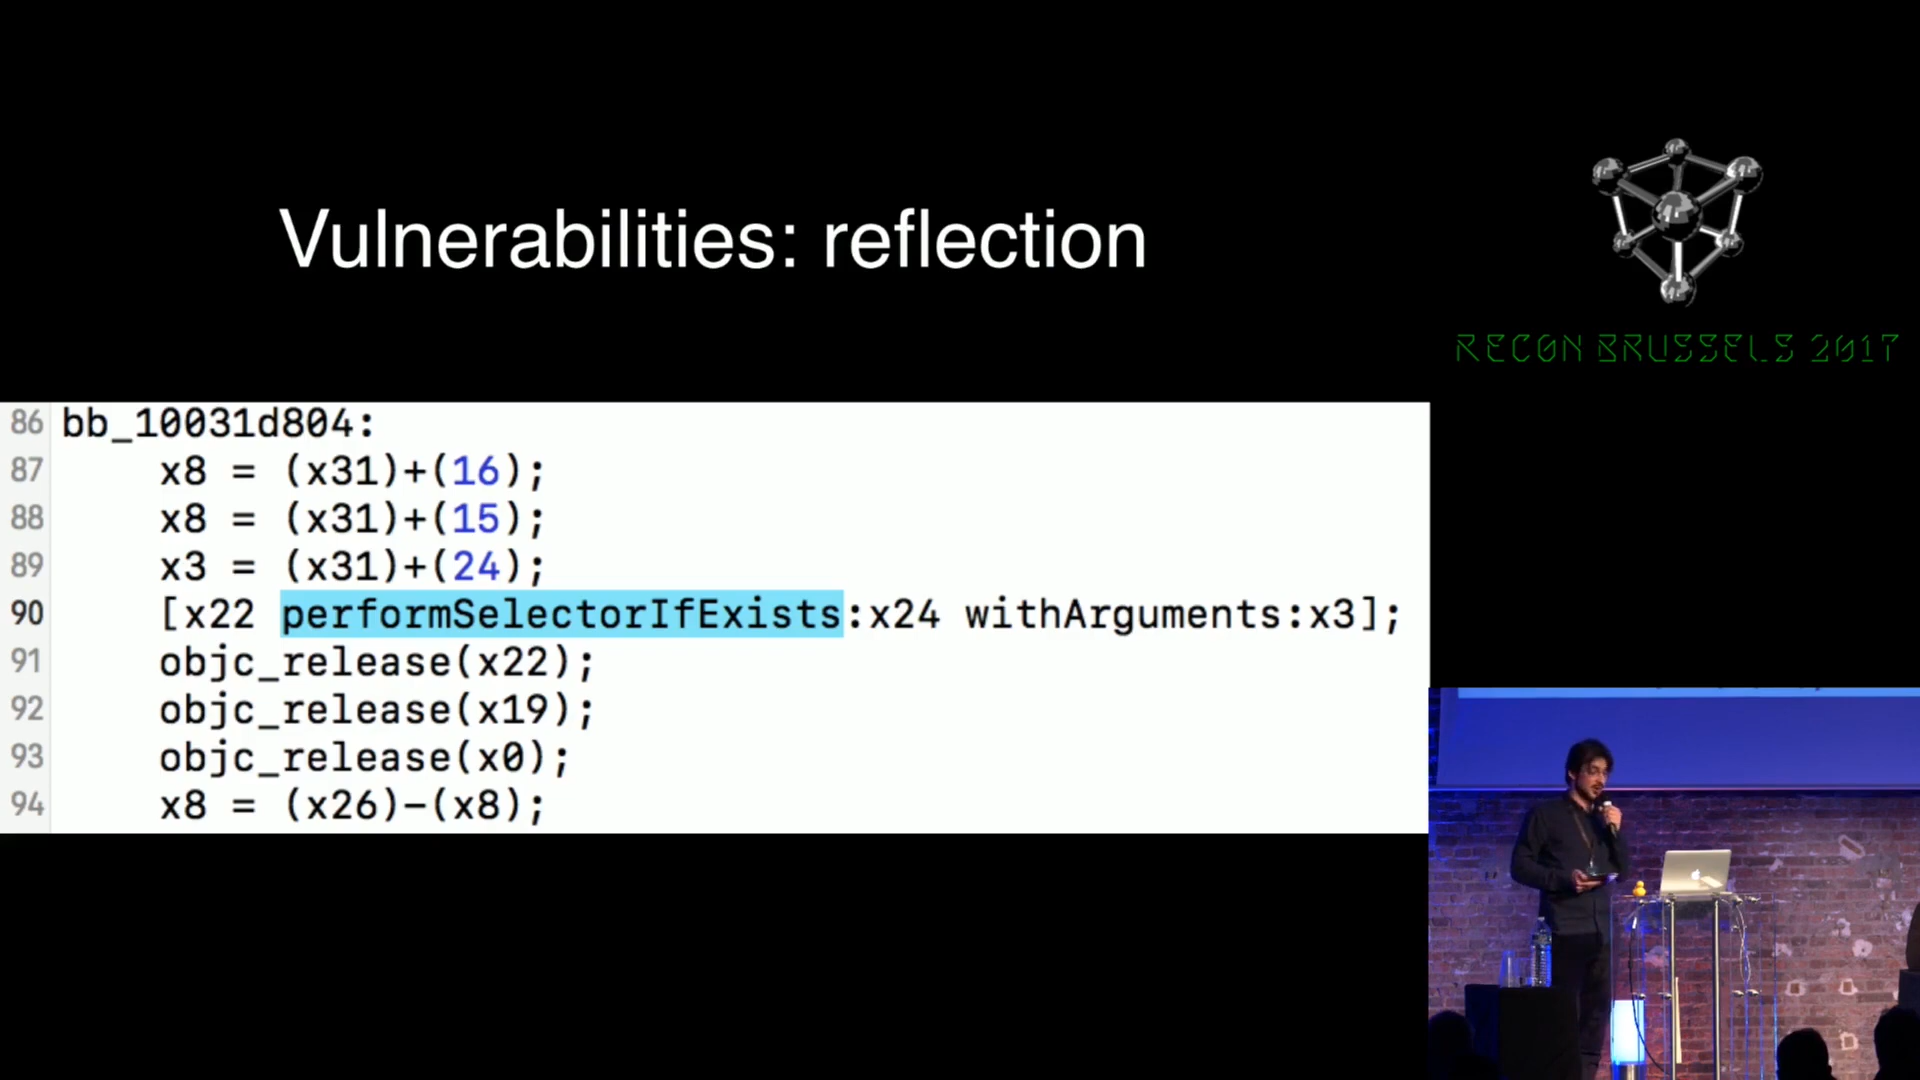 Vulnerabilities: reflection
RECON BRUSSELS 2017
86 bb_10031d804:
87 x8 = (x31)+(16);
88 x8 = (x31)+(15);
89 x3 = (x31)+(24);
90 [x22 performSelectorIfExists:x24 withArguments:x3];
91 objc_release(x22);
92 objc_release(x19);
93 objc_release(x0);
94 x8 = (x26)-(x8);